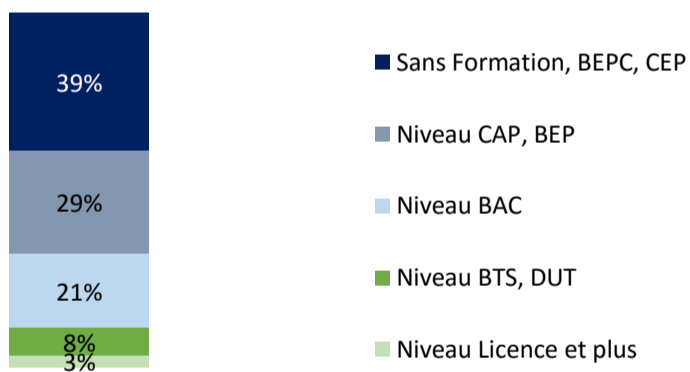 39%
29%
21%
8%
3%
Sans Formation, BEPC, CEP
Niveau CAP, BEP
Niveau BAC
Niveau BTS, DUT
Niveau Licence et plus